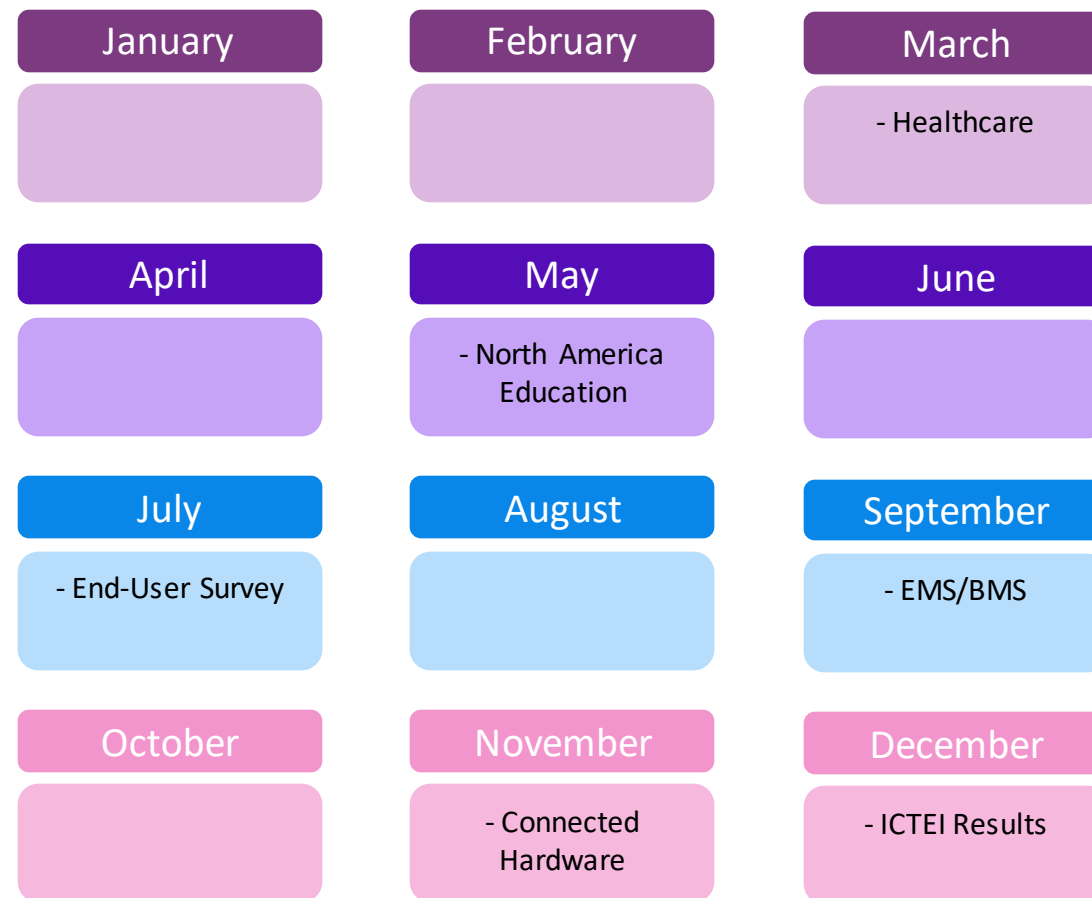 January
February
March
- Healthcare
April
May
June
- North America
Education
July
August
September
- End-User Survey
- EMS/BMS
October
November
December
- Connected
Hardware
- ICTEI Results